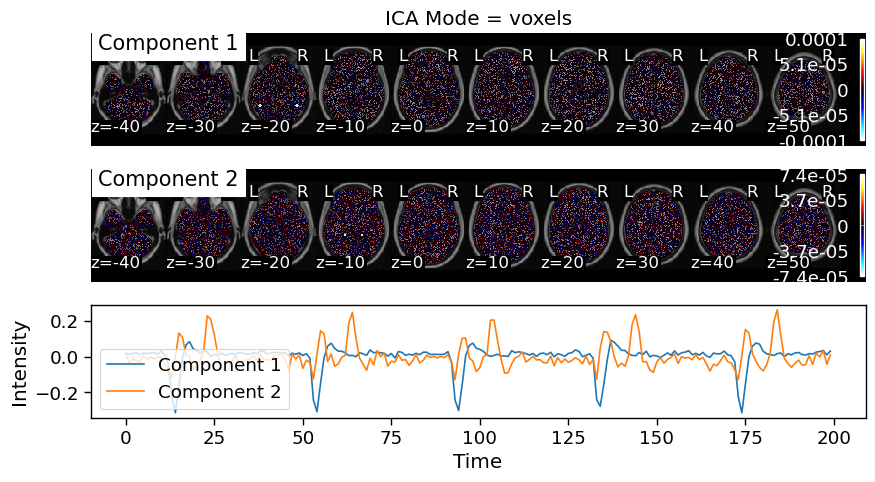 ICA Mode = voxels
Component 1
L R L R L R L R L R L R L R L R
z=-40 z=-30 z=-20 z=-10 z=0 z=10 z=20 z=30 z=40 z=50
0.0001
5.1e-05
0
-5.1e-05
-0.0001
Component 2
L R L R L R L R L R L R L R L R
z=-40 z=-30 z=-20 z=-10 z=0 z=10 z=20 z=30 z=40 z=50
7.4e-05
3.7e-05
0
-3.7e-05
-7.4e-05
Intensity
0.2
0.0
−0.2
Component 1
Component 2
0 25 50 75 100 125 150 175 200
Time